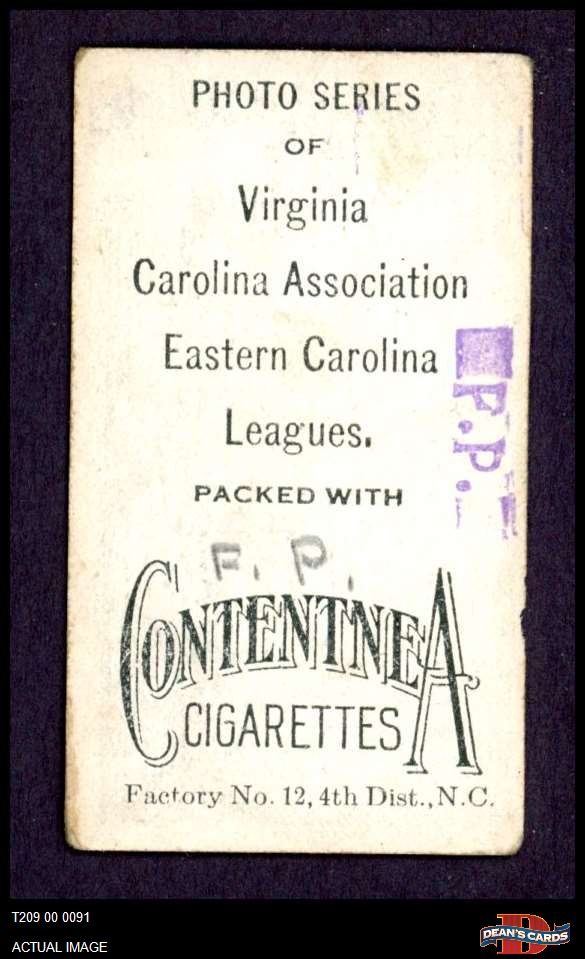 PHOTO SERIES
OF
Virginia
Carolina Association
Eastern Carolina
Leagues.
PACKED WITH
F. P.
F. P.
CONTENTNEA
CIGARETTES
Factory No. 12, 4th Dist., N.C.
T209 00 0091
ACTUAL IMAGE
D
DEAN'S CARDS